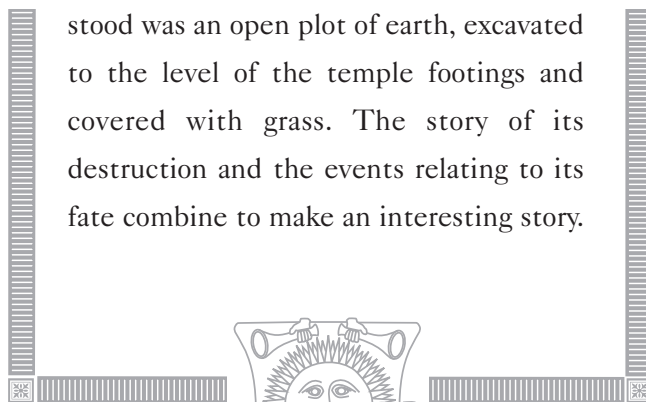 stood was an open plot of earth, excavated
to the level of the temple footings and
covered with grass. The story of its
destruction and the events relating to its
fate combine to make an interesting story.